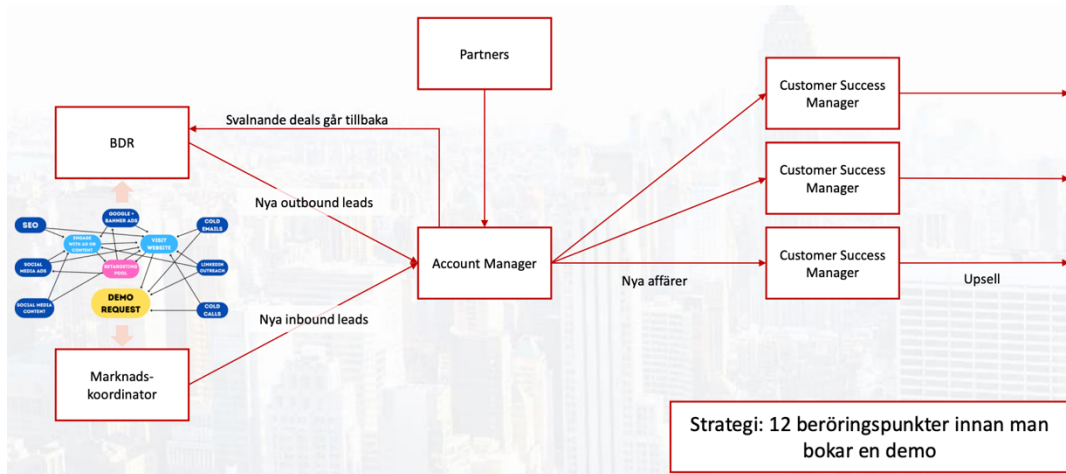 Partners
Customer Success
Manager
Svalnande deals går tillbaka
BDR
Customer Success
Manager
Nya outbound leads
SEO
GOOGLE +
BANNER ADS
COLD
EMAILS
ENGAGE
WITH AD OR
CONTENT
VISIT
WEBSITE
SOCIAL
MEDIA ADS
RETARGETING
POOL
LINKEDIN
OUTREACH
DEMO
REQUEST
SOCIAL MEDIA
CONTENT
COLD
CALLS
Account Manager
Nya affärer
Customer Success
Manager
Upsell
Nya inbound leads
Marknads-
koordinator
Strategi: 12 beröringspunkter innan man
bokar en demo